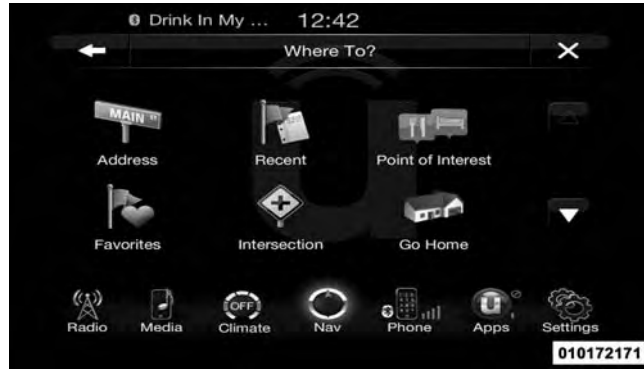 Drink In My ... 12:42
Where To?
MAIN ST
Address Recent Point of Interest
Favorites Intersection Go Home
OFF
Radio Media Climate Nav Phone Apps Settings
010172171